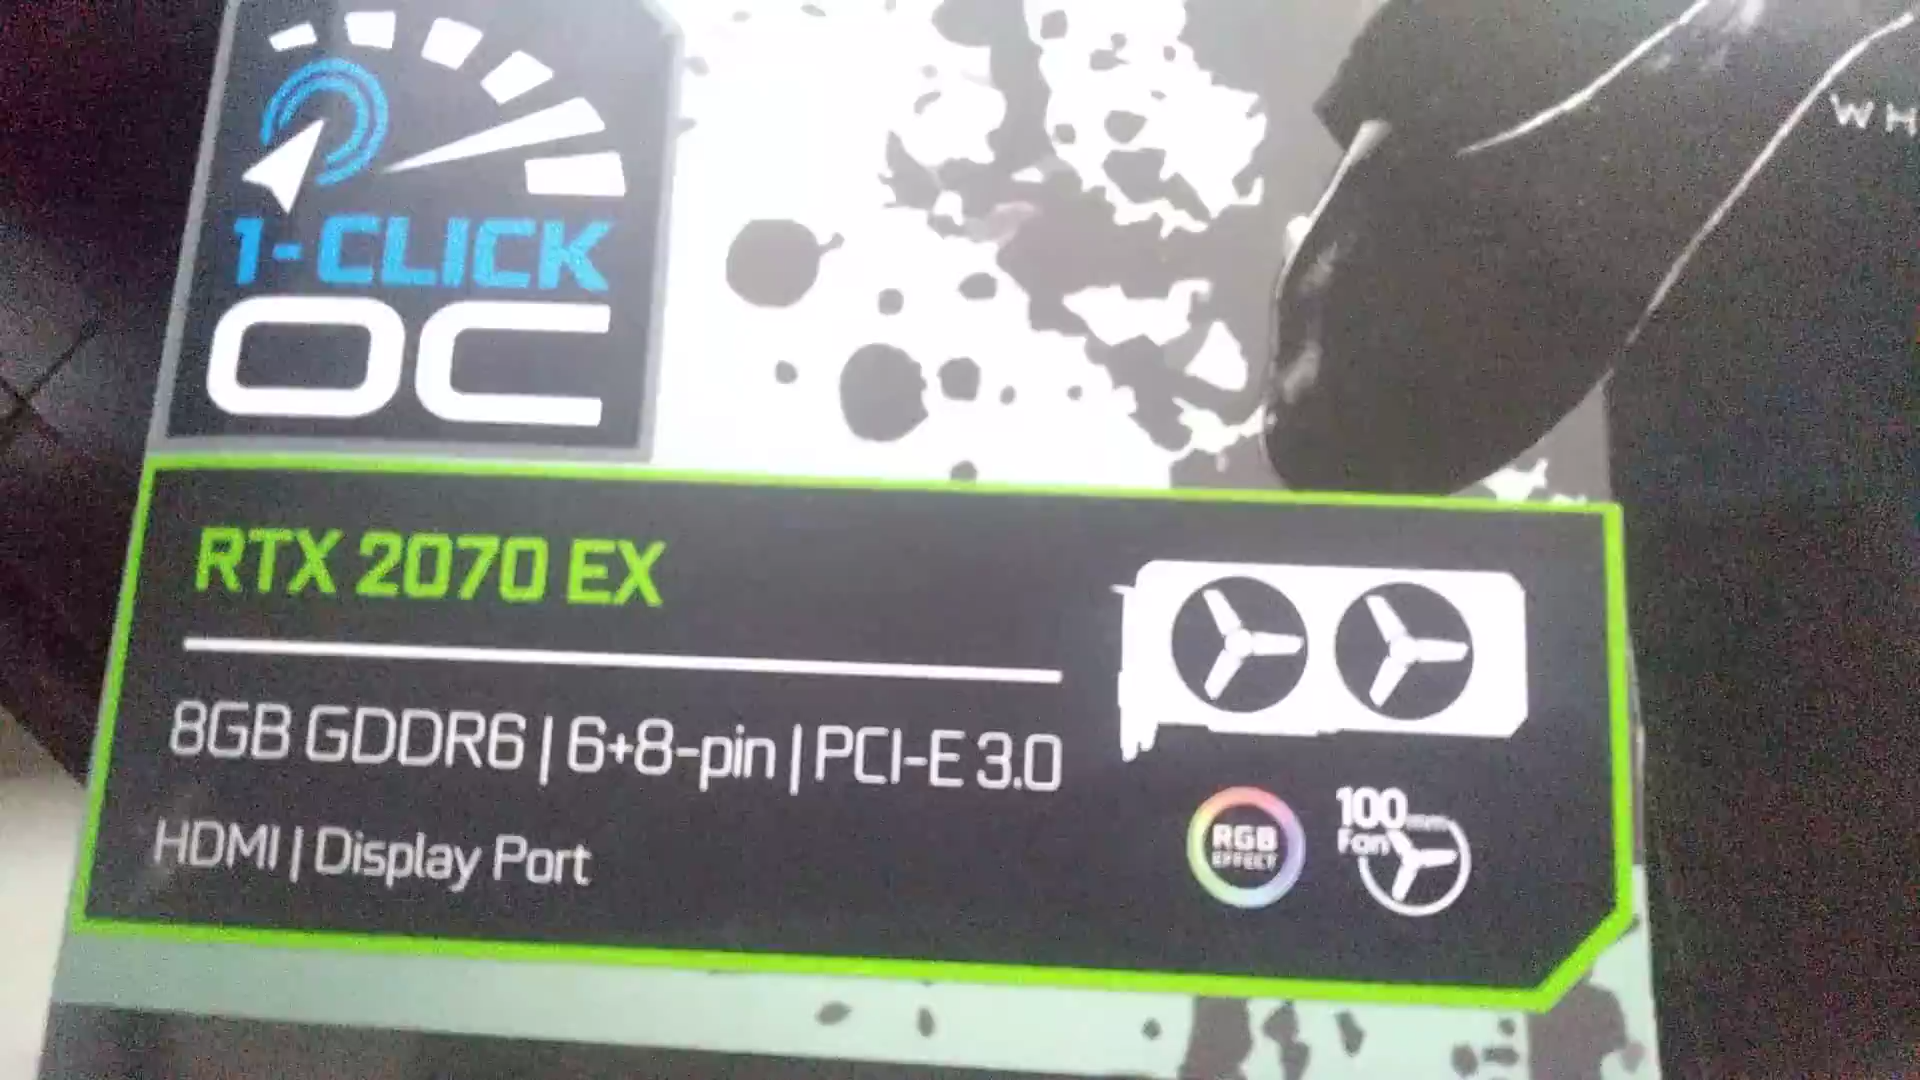 1-CLICK
OC
WH
RTX 2070 EX
8GB GDDR6 | 6+8-pin | PCI-E 3.0
HDMI | Display Port
RGB
EFFECT
100mm
Fan